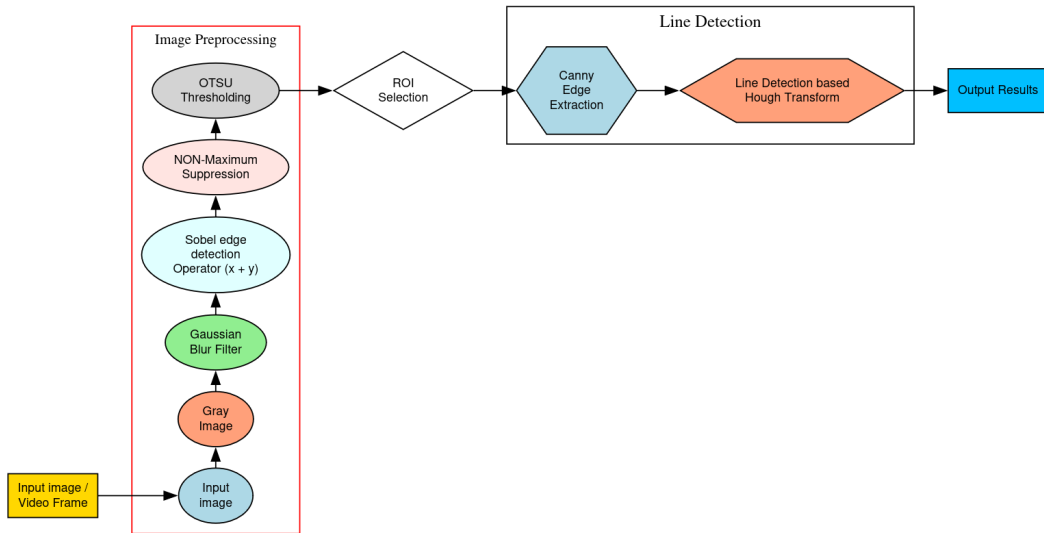 Line Detection
Image Preprocessing
OTSU
Thresholding
ROI
Selection
Canny
Edge
Extraction
Line Detection based
Hough Transform
Output Results
NON-Maximum
Suppression
Sobel edge
detection
Operator (x + y)
Gaussian
Blur Filter
Gray
Image
Input image /
Video Frame
Input
image